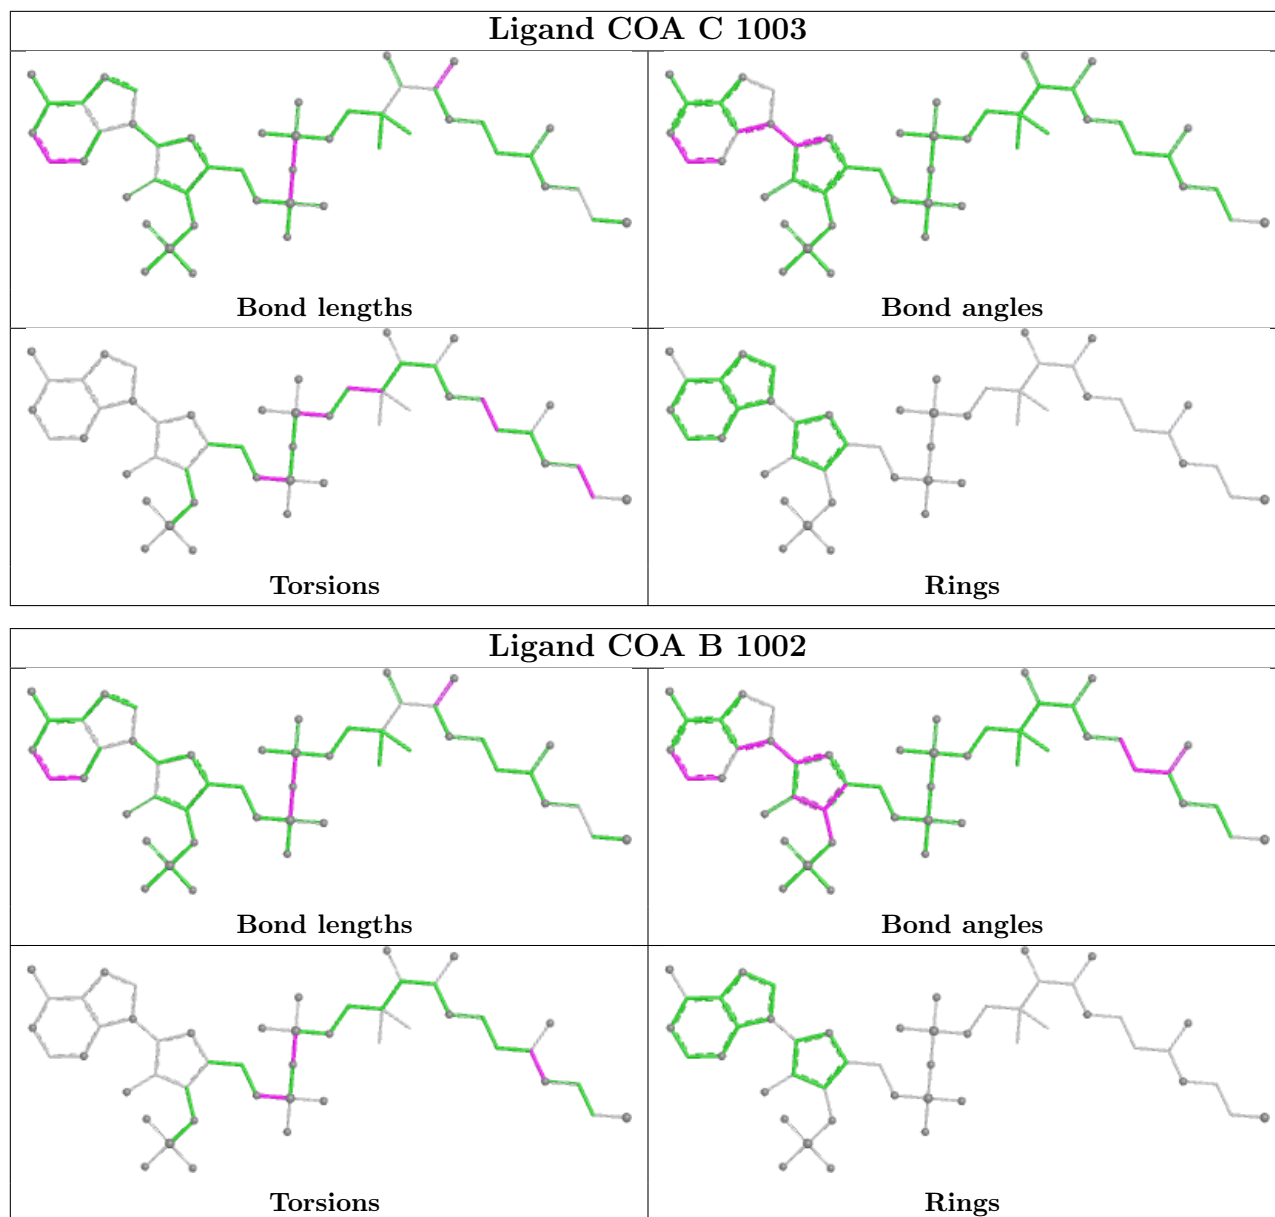 Ligand COA C 1003
Bond lengths
Bond angles
Torsions
Rings
Ligand COA B 1002
Bond lengths
Bond angles
Torsions
Rings